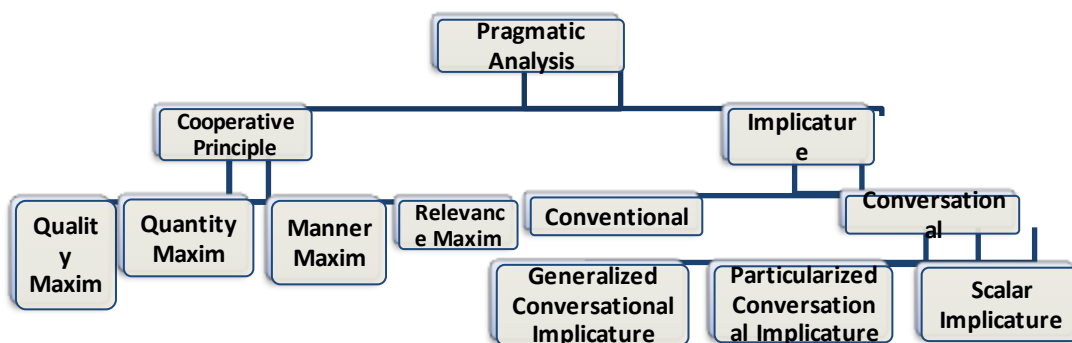 Pragmatic
Analysis
Cooperative
Principle
Implicatur
e
Qualit
y
Maxim
Quantity
Maxim
Manner
Maxim
Relevanc
e Maxim
Conventional
Conversation
al
Generalized
Conversational
Implicature
Particularized
Conversation
al Implicature
Scalar
Implicature